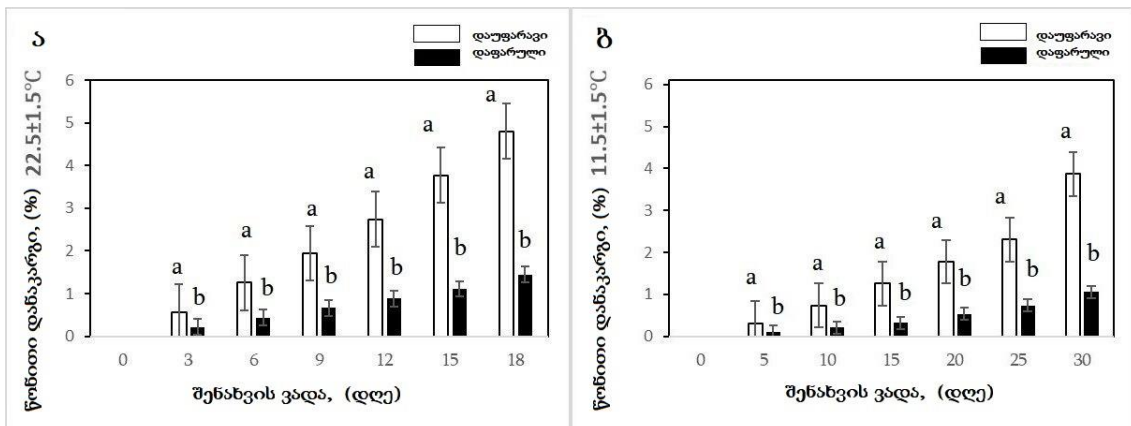 ა
დაუფარავი
დაფარული
წონითი დანაკარგი, (%) 22.5±1.5°C
6
5
4
3
2
1
0
a
a
a
a
a
a
b
b
b
b
b
b
0 3 6 9 12 15 18
შენახვის ვადა, (დღე)
ბ
დაუფარავი
დაფარული
წონითი დანაკარგი, (%) 11.5±1.5°C
6
5
4
3
2
1
0
a
a
a
a
a
a
b
b
b
b
b
b
0 5 10 15 20 25 30
შენახვის ვადა, (დღე)